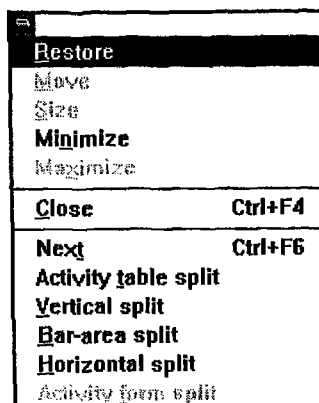 Restore
Move
Size
Minimize
Maximize
Close Ctrl+F4
Next Ctrl+F6
Activity table split
Vertical split
Bar-area split
Horizontal split
Activity form split